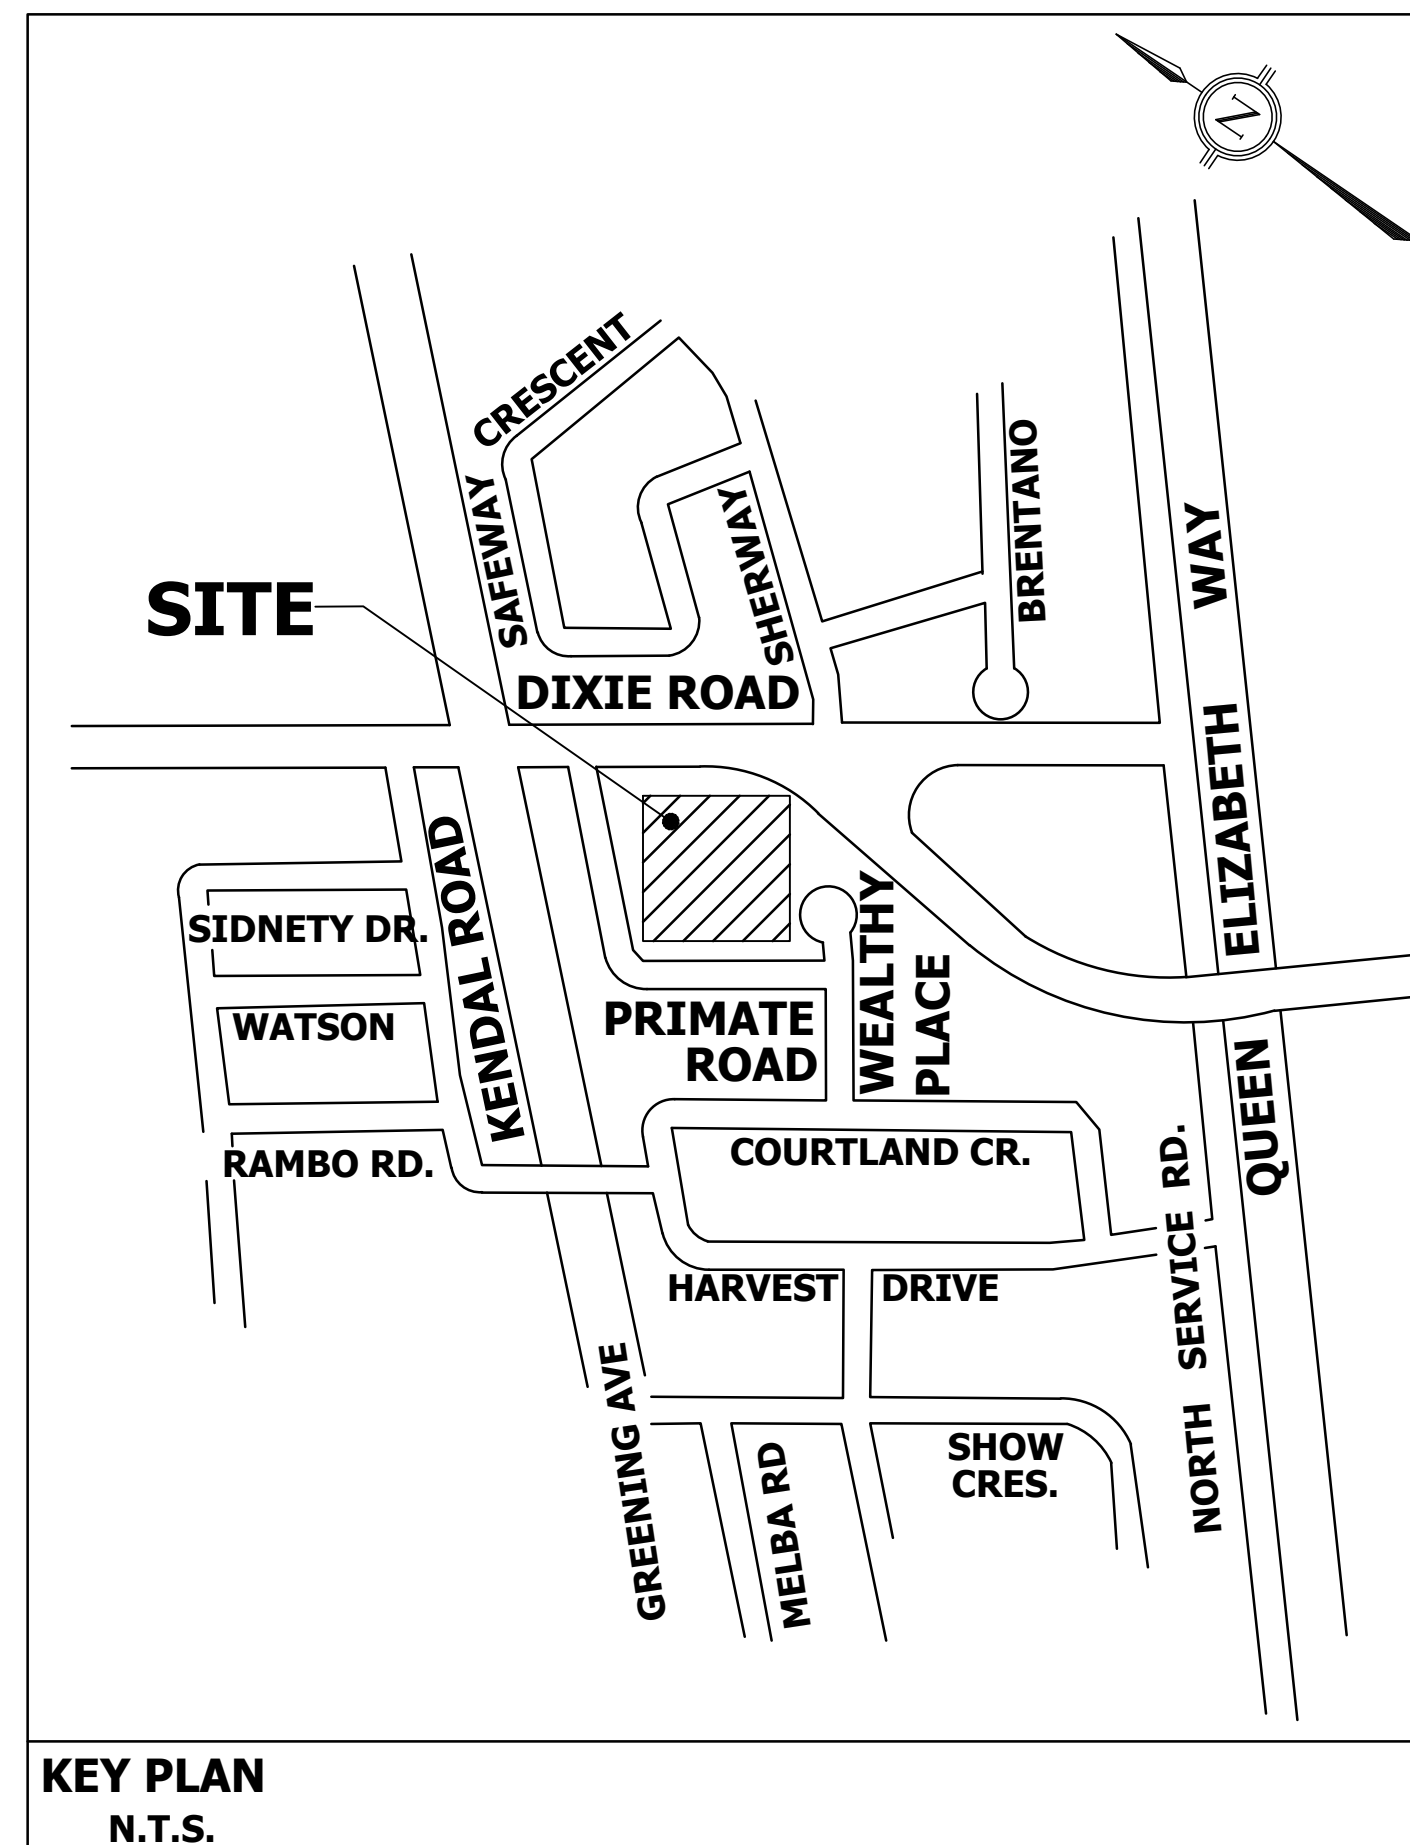 N
CRESCENT
SAFEWAY
SHERWAY
BRENTANO
WAY
SITE
DIXIE ROAD
ELIZABETH
KENDAL ROAD
SIDNETY DR.
WEALTHY
PLACE
WATSON
PRIMATE
ROAD
QUEEN
RAMBO RD.
COURTLAND CR.
HARVEST DRIVE
NORTH SERVICE RD.
GREENING AVE
MELBA RD
SHOW
CRES.
KEY PLAN
N.T.S.